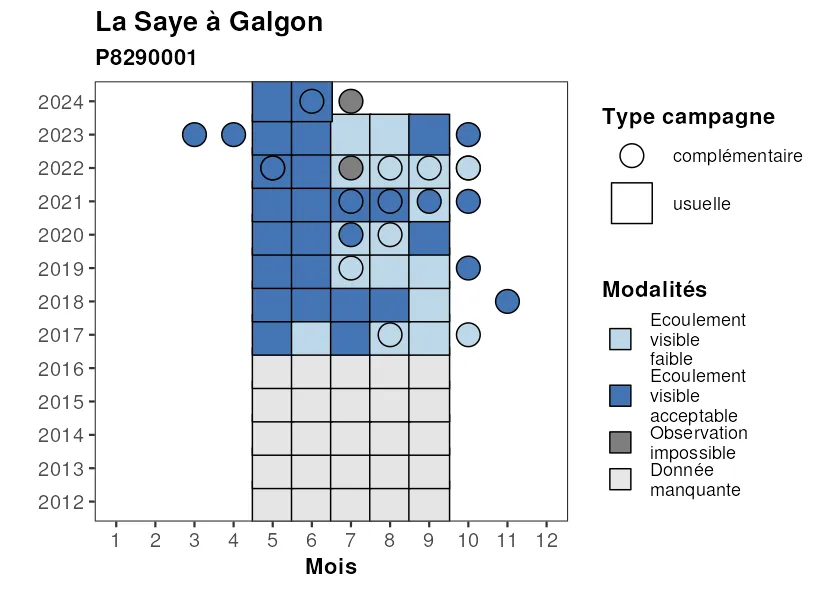 La Saye à Galgon
P8290001
2024
2023
2022
2021
2020
2019
2018
2017
2016
2015
2014
2013
2012
1 2 3 4 5 6 7 8 9 10 11 12
Mois
Type campagne
complémentaire
usuelle
Modalités
Ecoulement
visible
faible
Ecoulement
visible
acceptable
Observation
impossible
Donnée
manquante